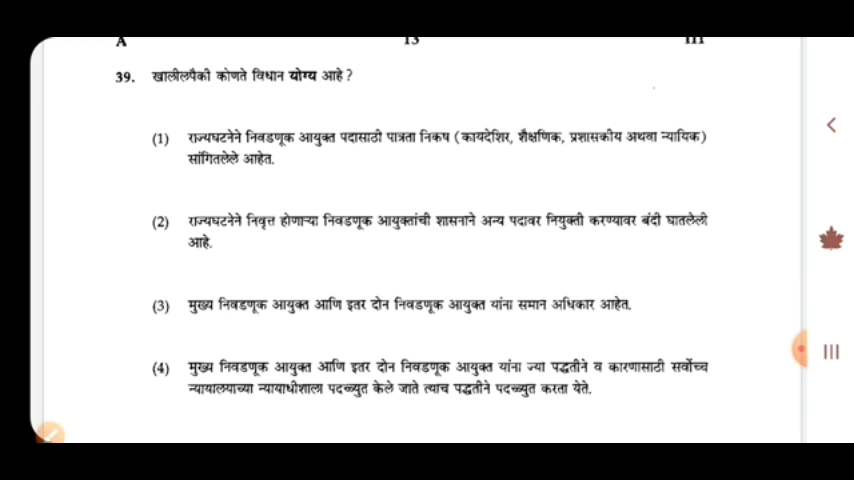 A 13 III
39. खालीलपैकी कोणते विधान योग्य आहे ?
(1) राज्यघटनेने निवडणूक आयुक्त पदासाठी पात्रता निकष (कायदेशिर, शैक्षणिक, प्रशासकीय अथवा न्यायिक)
सांगितलेले आहेत.
(2) राज्यघटनेने निवृत्त होणाऱ्या निवडणूक आयुक्तांची शासनाने अन्य पदावर नियुक्ती करण्यावर बंदी घातलेली
आहे.
(3) मुख्य निवडणूक आयुक्त आणि इतर दोन निवडणूक आयुक्त यांना समान अधिकार आहेत.
(4) मुख्य निवडणूक आयुक्त आणि इतर दोन निवडणूक आयुक्त यांना ज्या पद्धतीने व कारणासाठी सर्वोच्च
न्यायालयाच्या न्यायाधीशाला पदच्युत केले जाते त्याच पद्धतीने पदच्युत करता येते.